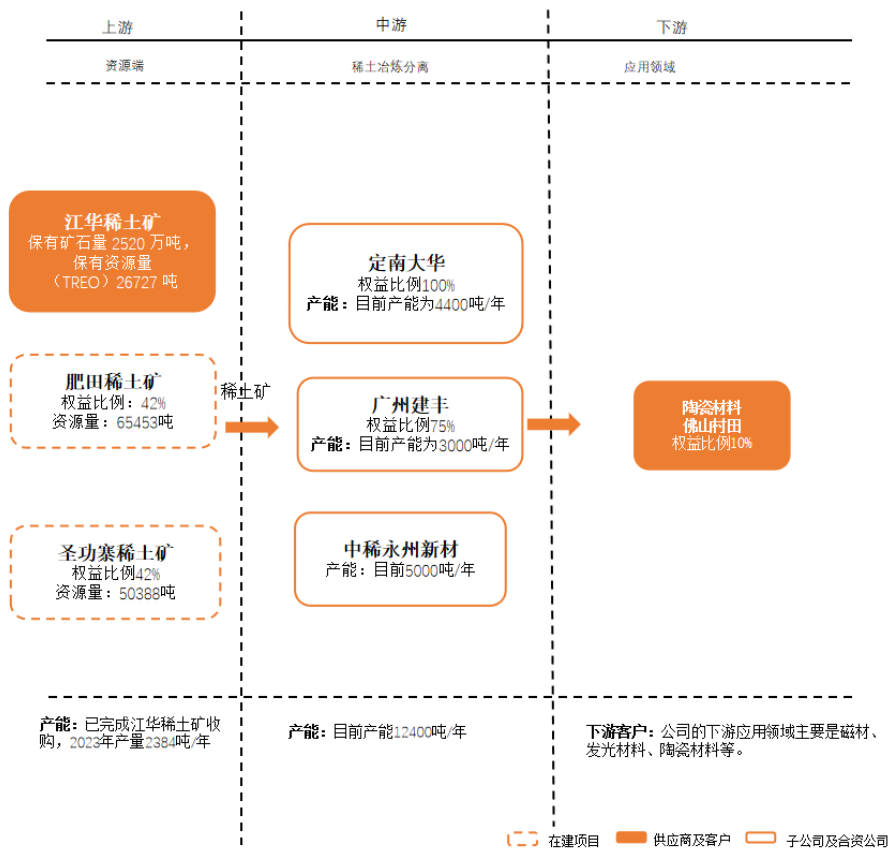 上游
中游
下游
资源端
稀土冶炼分离
应用领域
江华稀土矿
保有矿石量 2520 万吨，
保有资源量
（TREO）26727 吨
肥田稀土矿
权益比例：42%
资源量：65453吨
圣功寨稀土矿
权益比例42%
资源量：50388吨
稀土矿
定南大华
权益比例100%
产能：目前产能为4400吨/年
广州建丰
权益比例75%
产能：目前产能为3000吨/年
中稀永州新材
产能：目前5000吨/年
陶瓷材料
佛山村田
权益比例10%
产能：已完成江华稀土矿收
购，2023年产量2384吨/年
产能：目前产能12400吨/年
下游客户：公司的下游应用领域主要是磁材、
发光材料、陶瓷材料等。
在建项目
供应商及客户
子公司及合资公司